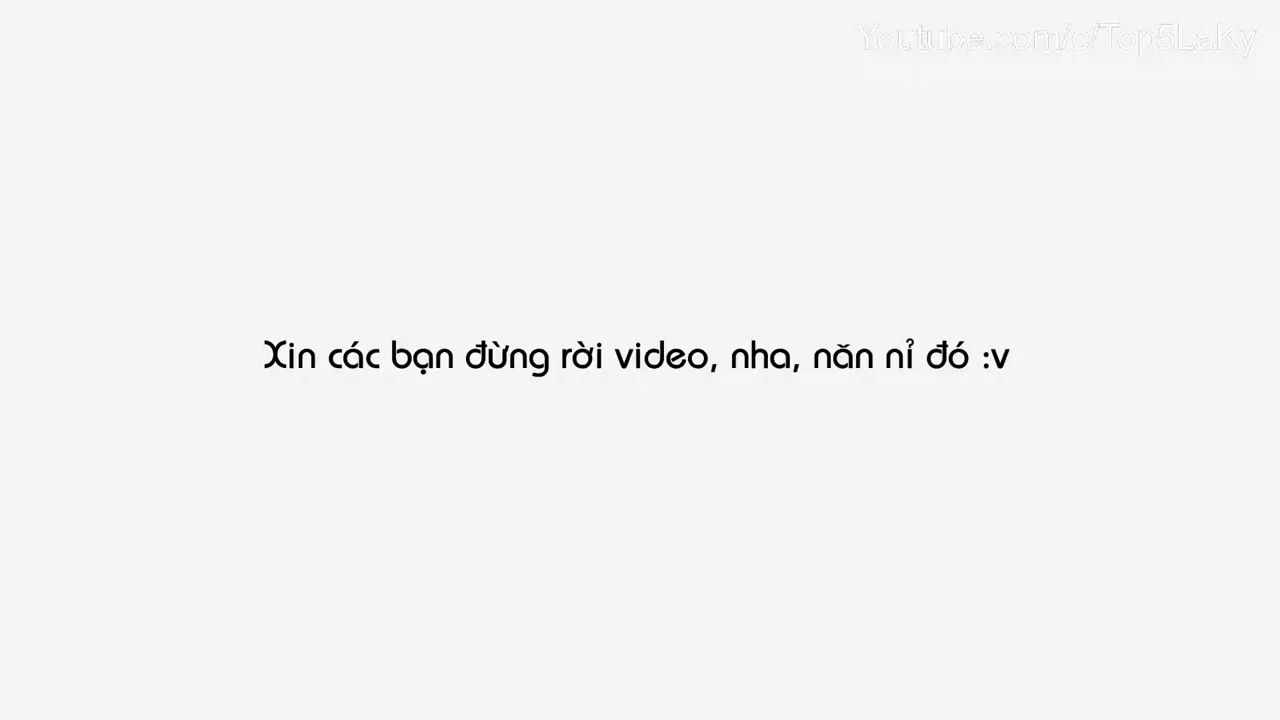 Youtube.com/c/Top5LaKy
Xin các bạn đừng rời video, nha, năn nỉ đó :v